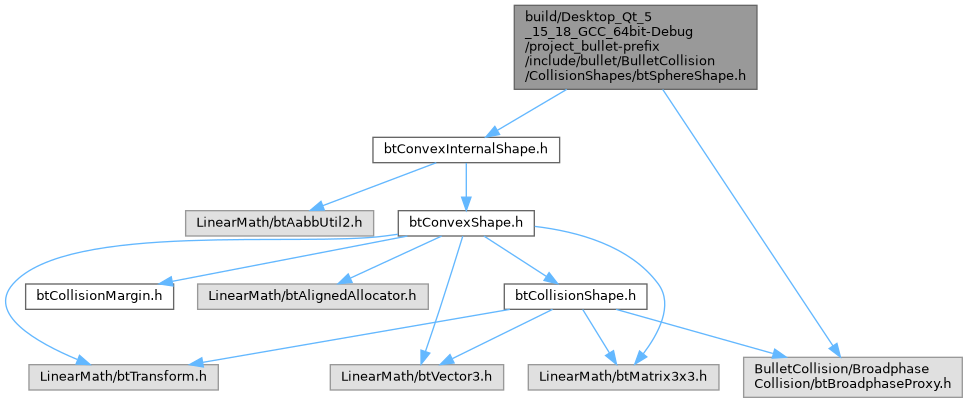 build/Desktop_Qt_5
_15_18_GCC_64bit-Debug
/project_bullet-prefix
/include/bullet/BulletCollision
/CollisionShapes/btSphereShape.h
btConvexInternalShape.h
LinearMath/btAabbUtil2.h
btConvexShape.h
btCollisionMargin.h
LinearMath/btAlignedAllocator.h
btCollisionShape.h
LinearMath/btTransform.h
LinearMath/btVector3.h
LinearMath/btMatrix3x3.h
BulletCollision/Broadphase
Collision/btBroadphaseProxy.h